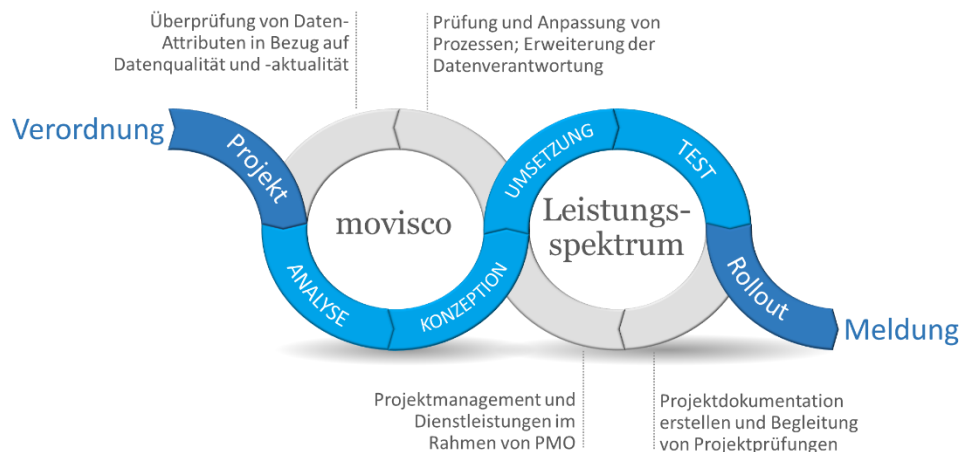 Überprüfung von Daten-
Attributen in Bezug auf
Datenqualität und -aktualität
Prüfung und Anpassung von
Prozessen; Erweiterung der
Datenverantwortung
Verordnung
Projekt
ANALYSE
KONZEPTION
UMSETZUNG
TEST
Rollout
Meldung
movisco
Leistungs-
spektrum
Projektmanagement und
Dienstleistungen im
Rahmen von PMO
Projektdokumentation
erstellen und Begleitung
von Projektprüfungen